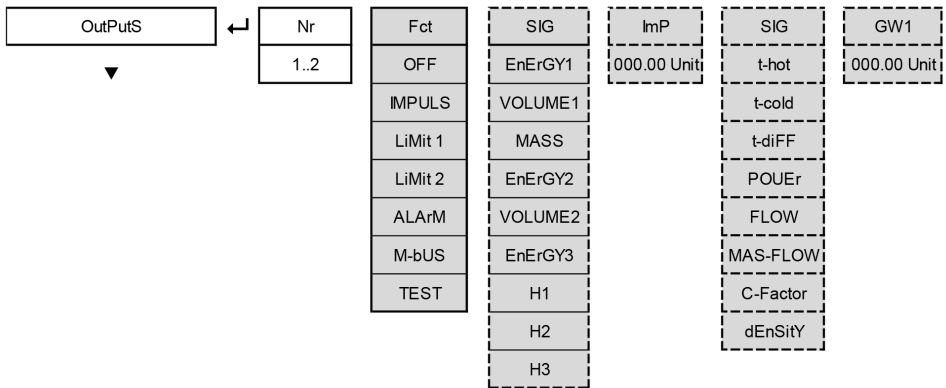 OutPutS ↵ Nr Fct SIG ImP SIG GW1
▼ 1..2 OFF EnErGY1 000.00 Unit t-hot 000.00 Unit
IMPULS VOLUME1 t-cold
LiMit 1 MASS t-diFF
LiMit 2 EnErGY2 POUEr
ALArM VOLUME2 FLOW
M-bUS EnErGY3 MAS-FLOW
TEST H1 C-Factor
H2 dEnSitY
H3